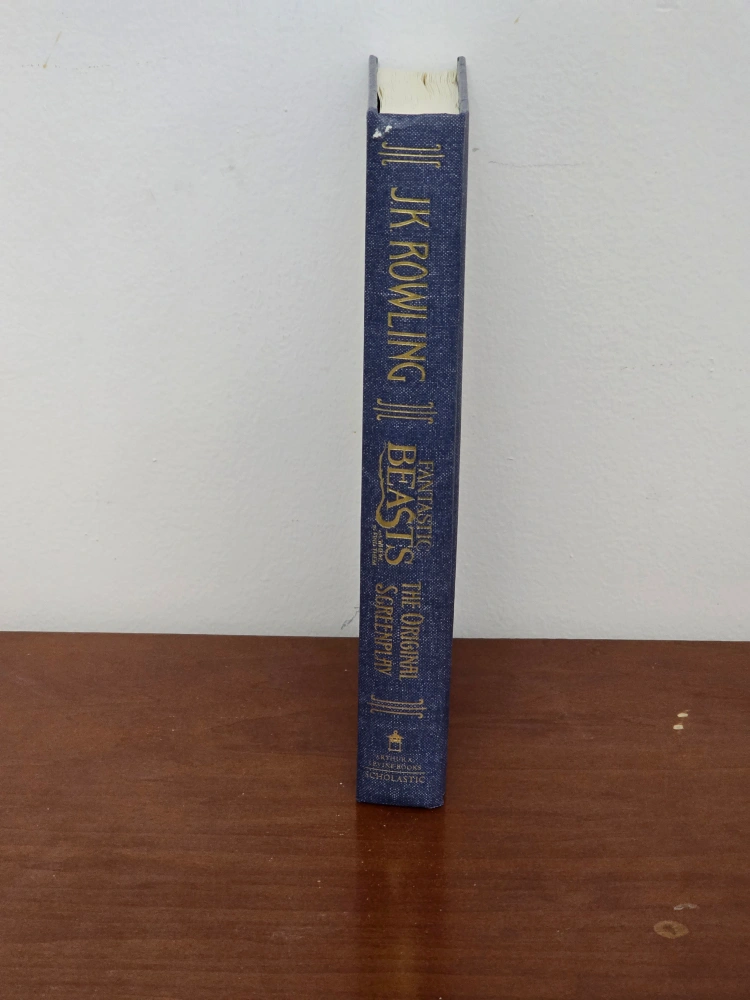 J.K. ROWLING
FANTASTIC
BEASTS
THE ORIGINAL
SCREENPLAY
ARTHUR A.
LEVINE BOOKS
SCHOLASTIC